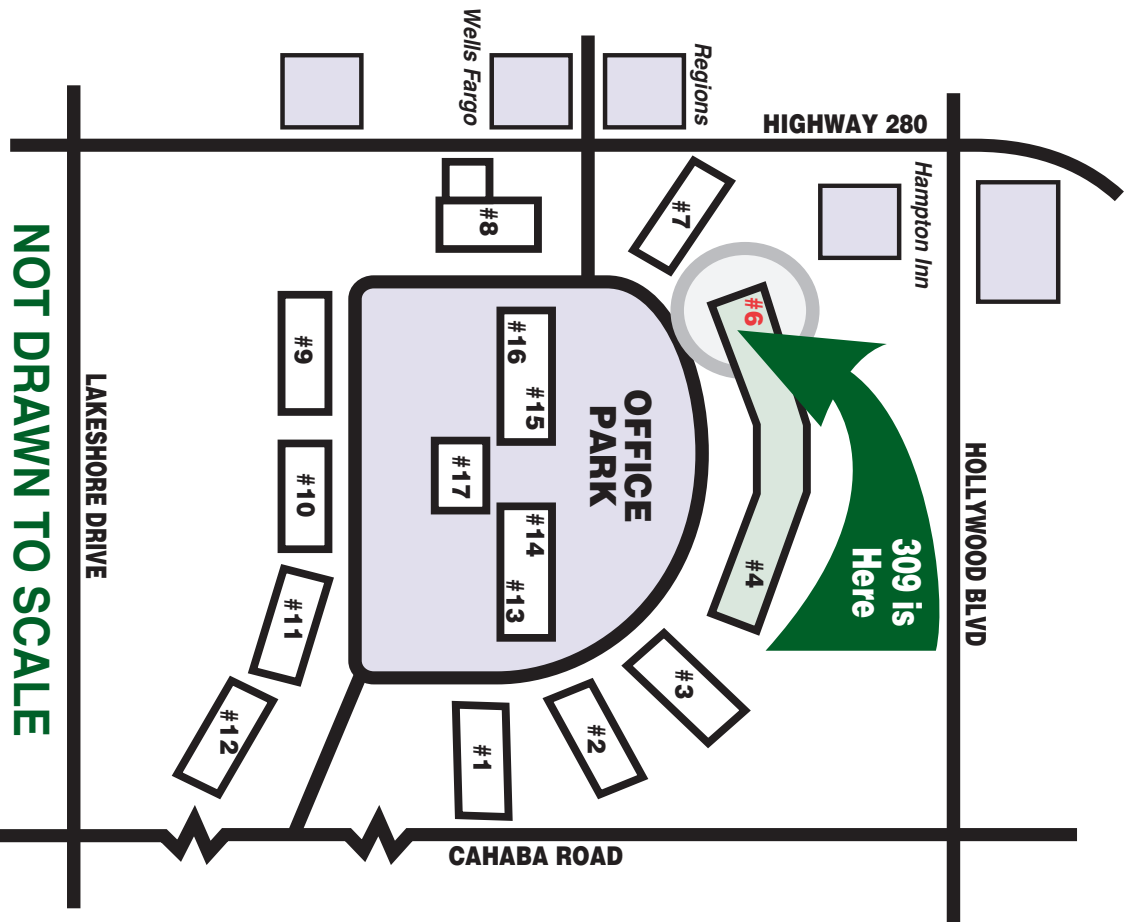 Wells Fargo
Regions
HIGHWAY 280
Hampton Inn
#7
#8
#6
#16
#15
#9
OFFICE
PARK
#17
#10
#14
#13
#4
309 is
Here
HOLLYWOOD BLVD
LAKESHORE DRIVE
NOT DRAWN TO SCALE
#11
#3
#12
#2
#1
CAHABA ROAD